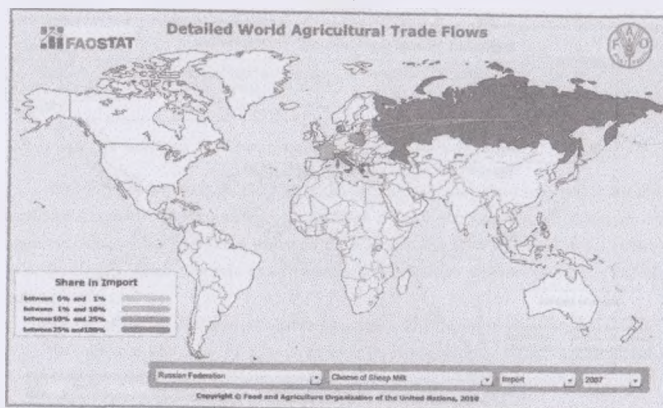 FAOSTAT
Detailed World Agricultural Trade Flows
F A O
Share in Import
between 0% and 1%
between 1% and 10%
between 10% and 25%
between 25% and 100%
Russian Federation
Cheese of Sheep Milk
Import
2007
Copyright © Food and Agriculture Organization of the United Nations, 2010